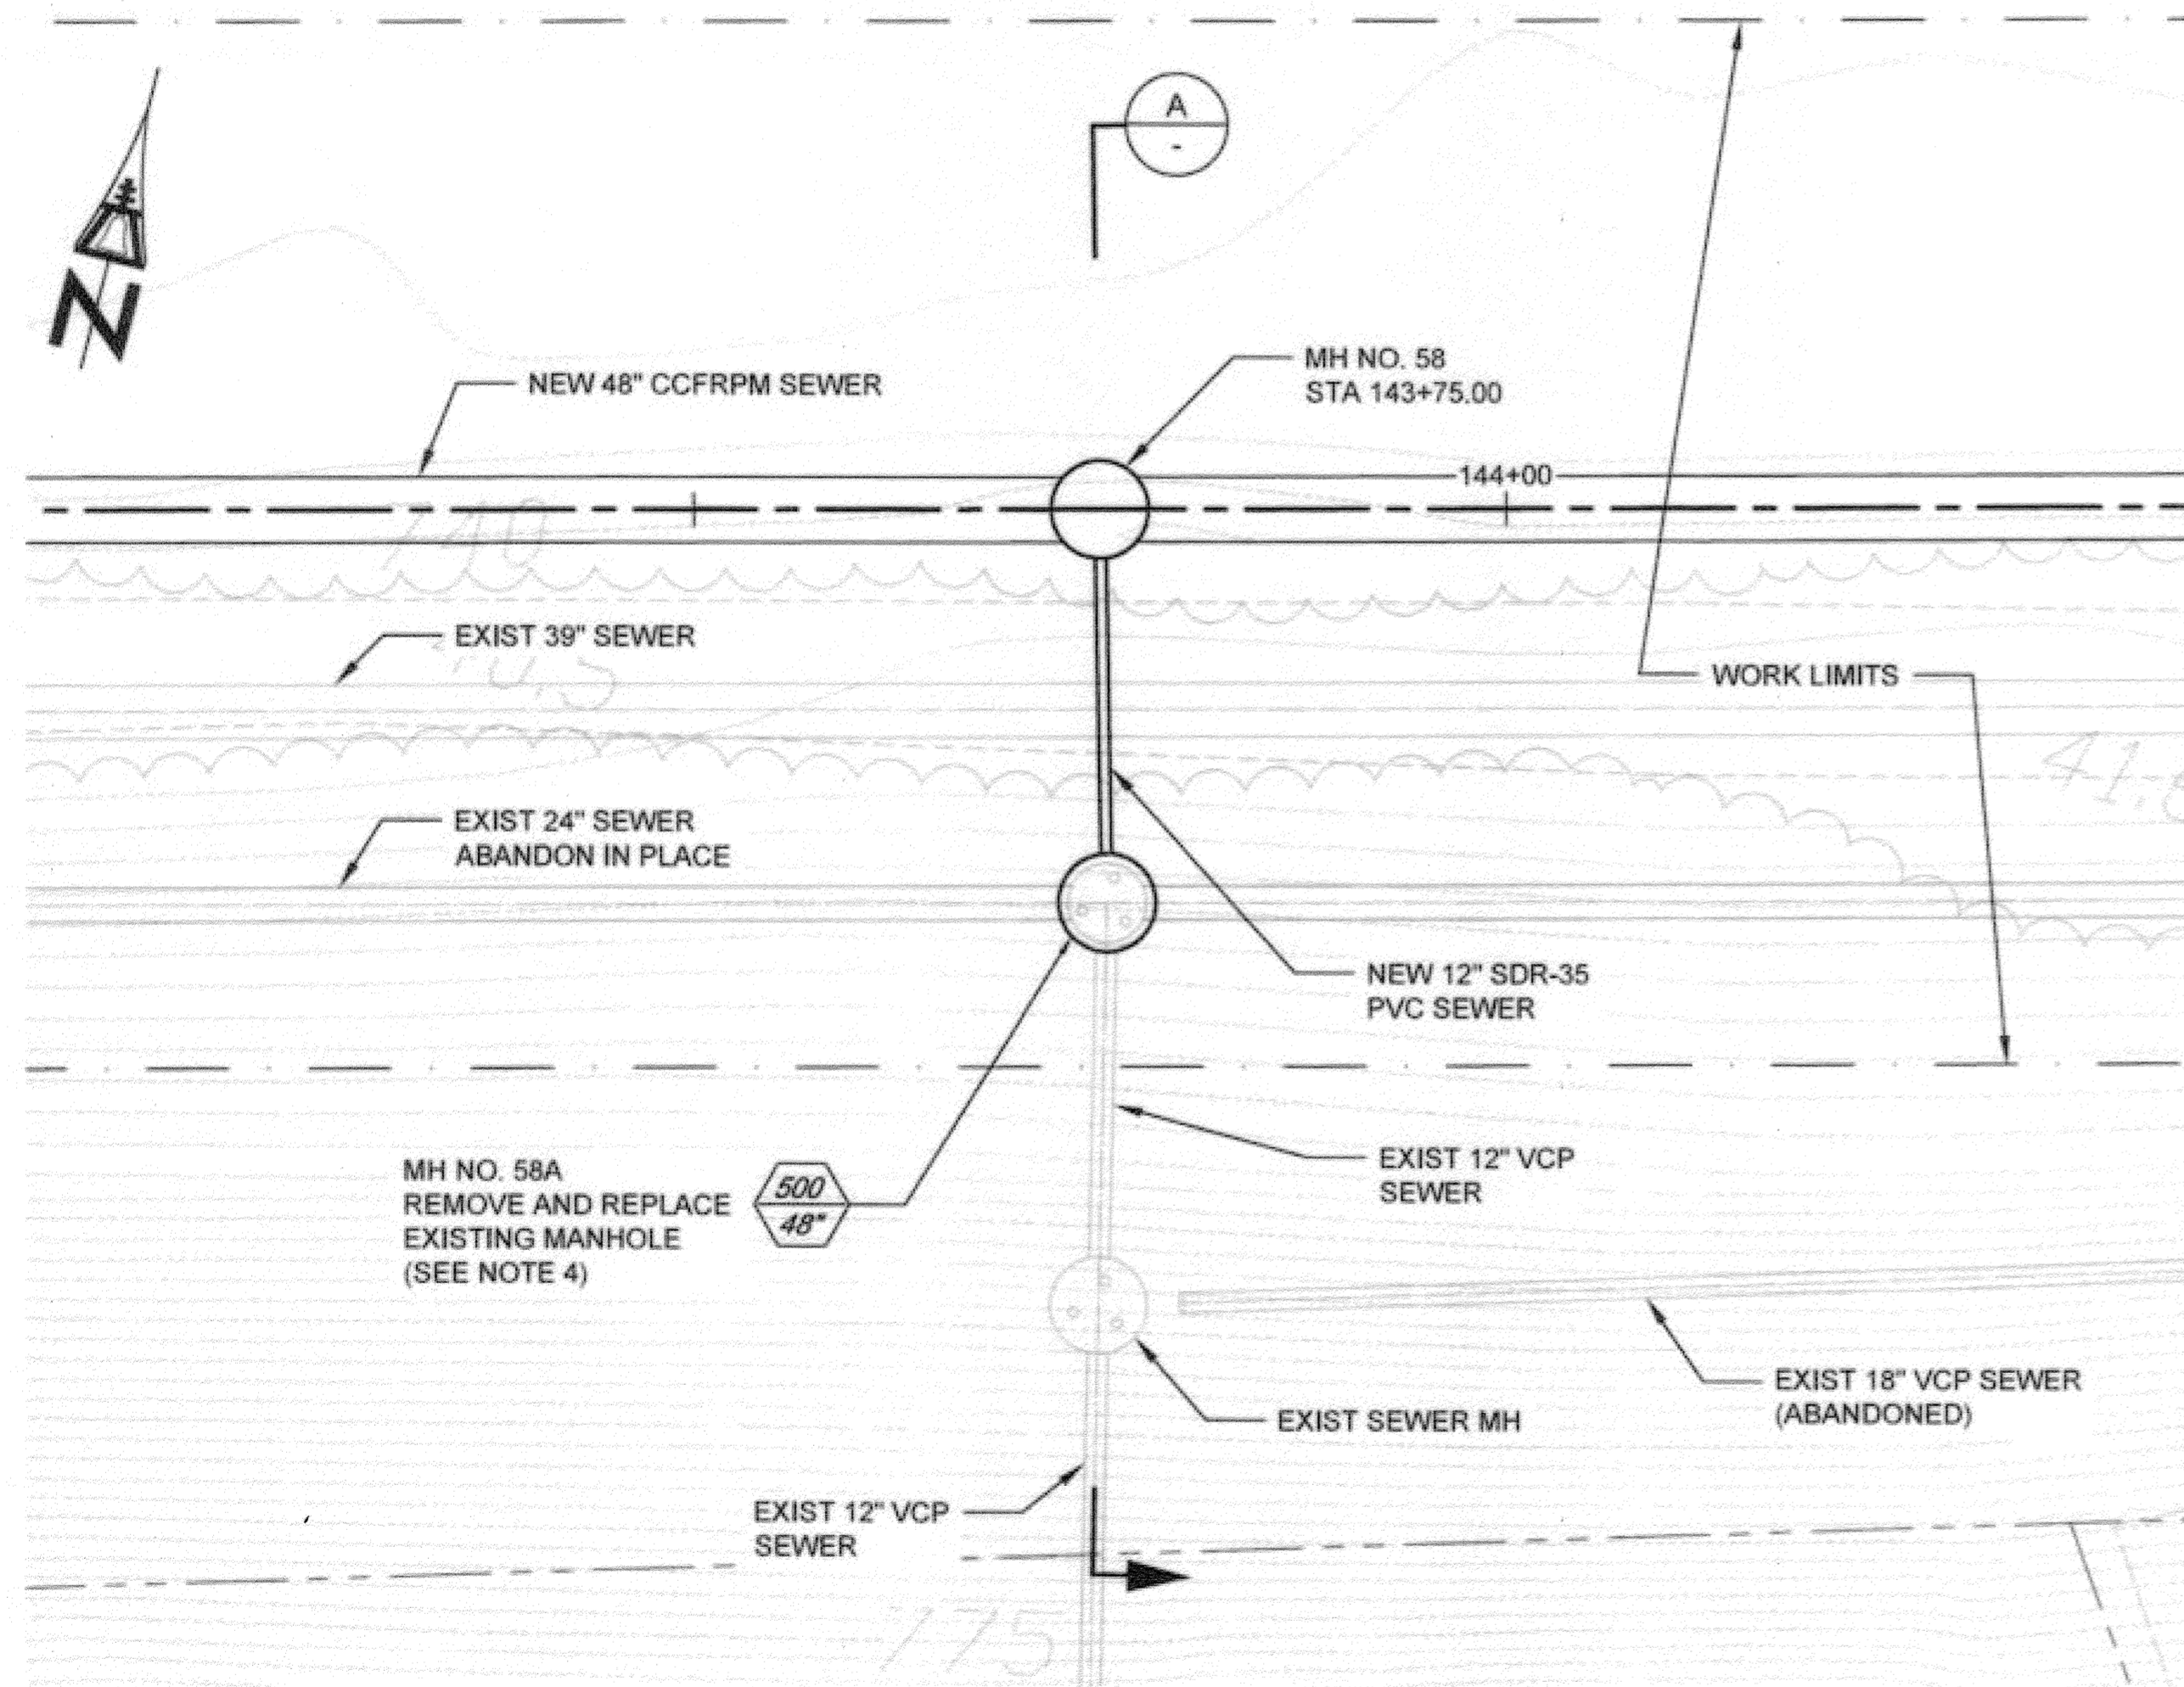 A
-
N
MH NO. 58
STA 143+75.00
NEW 48" CCFRPM SEWER
144+00
740
EXIST 39" SEWER
WORK LIMITS
EXIST 24" SEWER
ABANDON IN PLACE
NEW 12" SDR-35
PVC SEWER
EXIST 12" VCP
SEWER
MH NO. 58A
REMOVE AND REPLACE
EXISTING MANHOLE
(SEE NOTE 4)
500
48"
EXIST 18" VCP SEWER
(ABANDONED)
EXIST SEWER MH
EXIST 12" VCP
SEWER
175